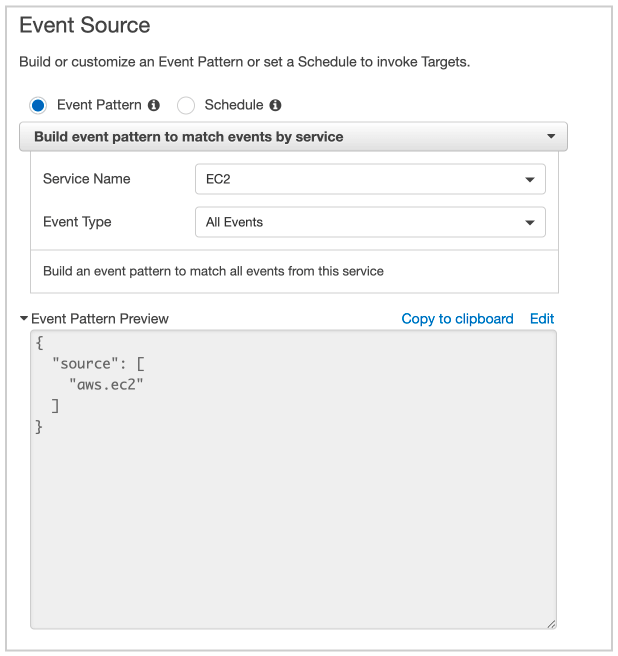 Event Source
Build or customize an Event Pattern or set a Schedule to invoke Targets.
Event Pattern Schedule
Build event pattern to match events by service
Service Name EC2
Event Type All Events
Build an event pattern to match all events from this service
Event Pattern Preview Copy to clipboard Edit
{
  "source": [
    "aws.ec2"
  ]
}